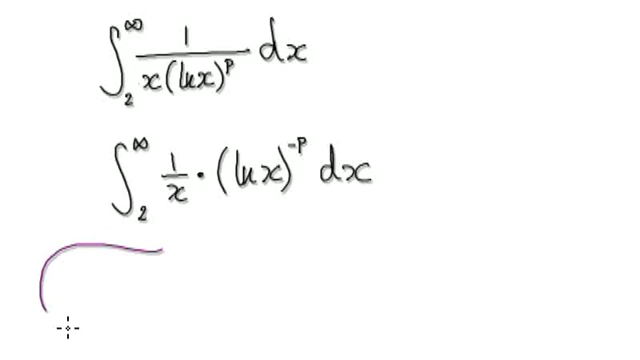 ∫₂^∞ 1/(x(ln x)^p) dx
∫₂^∞ 1/x · (ln x)^(-p) dx